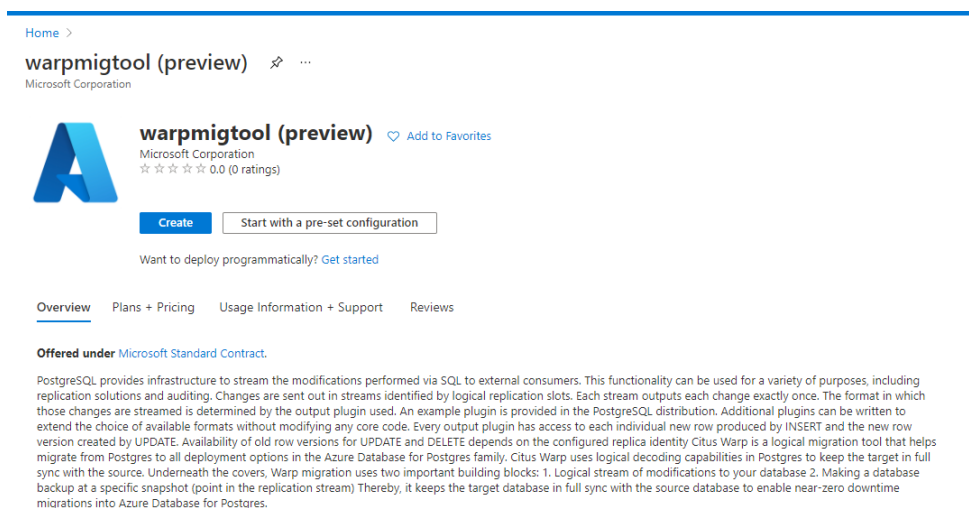 Home >
warpmigtool (preview) ...
Microsoft Corporation
warpmigtool (preview) Add to Favorites
Microsoft Corporation
0.0 (0 ratings)
Create Start with a pre-set configuration
Want to deploy programmatically? Get started
Overview Plans + Pricing Usage Information + Support Reviews
Offered under Microsoft Standard Contract.
PostgreSQL provides infrastructure to stream the modifications performed via SQL to external consumers. This functionality can be used for a variety of purposes, including
replication solutions and auditing. Changes are sent out in streams identified by logical replication slots. Each stream outputs each change exactly once. The format in which
those changes are streamed is determined by the output plugin used. An example plugin is provided in the PostgreSQL distribution. Additional plugins can be written to
extend the choice of available formats without modifying any core code. Every output plugin has access to each individual new row produced by INSERT and the new row
version created by UPDATE. Availability of old row versions for UPDATE and DELETE depends on the configured replica identity Citus Warp is a logical migration tool that helps
migrate from Postgres to all deployment options in the Azure Database for Postgres family. Citus Warp uses logical decoding capabilities in Postgres to keep the target in full
sync with the source. Underneath the covers, Warp migration uses two important building blocks: 1. Logical stream of modifications to your database 2. Making a database
backup at a specific snapshot (point in the replication stream) Thereby, it keeps the target database in full sync with the source database to enable near-zero downtime
migrations into Azure Database for Postgres.